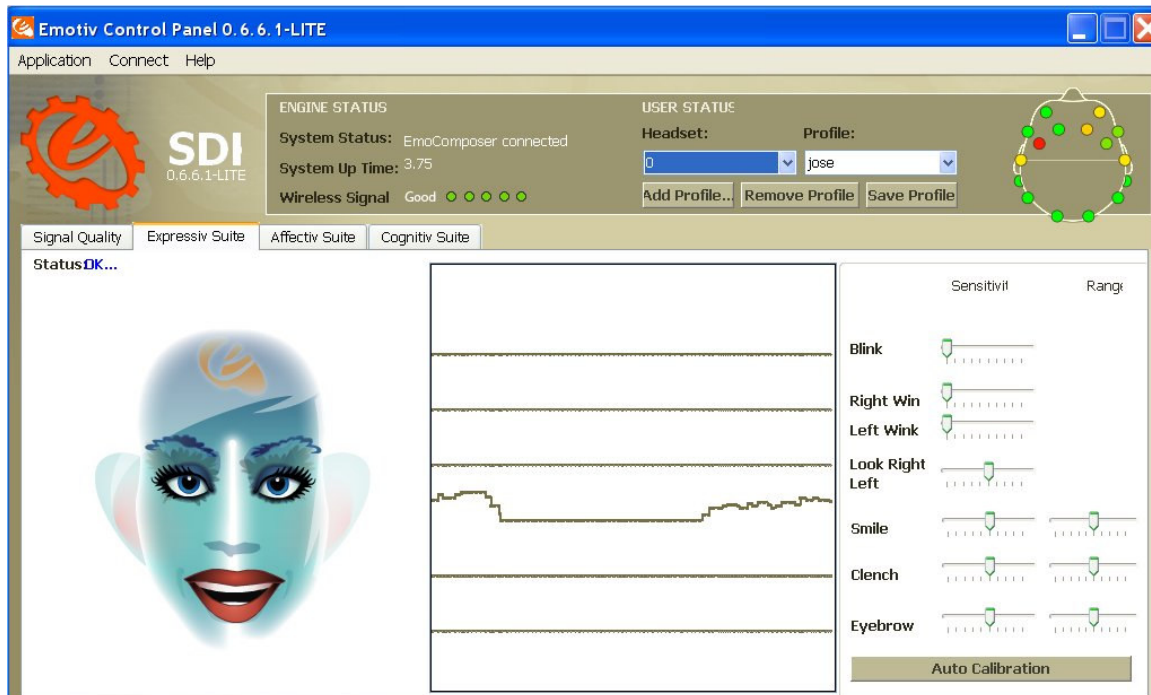 Emotiv Control Panel 0.6.6.1-LITE
Application Connect Help
ENGINE STATUS
USER STATUS
System Status: EmoComposer connected
Headset: Profile:
SDI
0.6.6.1-LITE
System Up Time: 3.75
0 jose
Wireless Signal Good
Add Profile... Remove Profile Save Profile
Signal Quality Expressiv Suite Affectiv Suite Cognitiv Suite
Status:OK...
Sensitivit Range
Blink
Right Win
Left Wink
Look Right
Left
Smile
Clench
Eyebrow
Auto Calibration